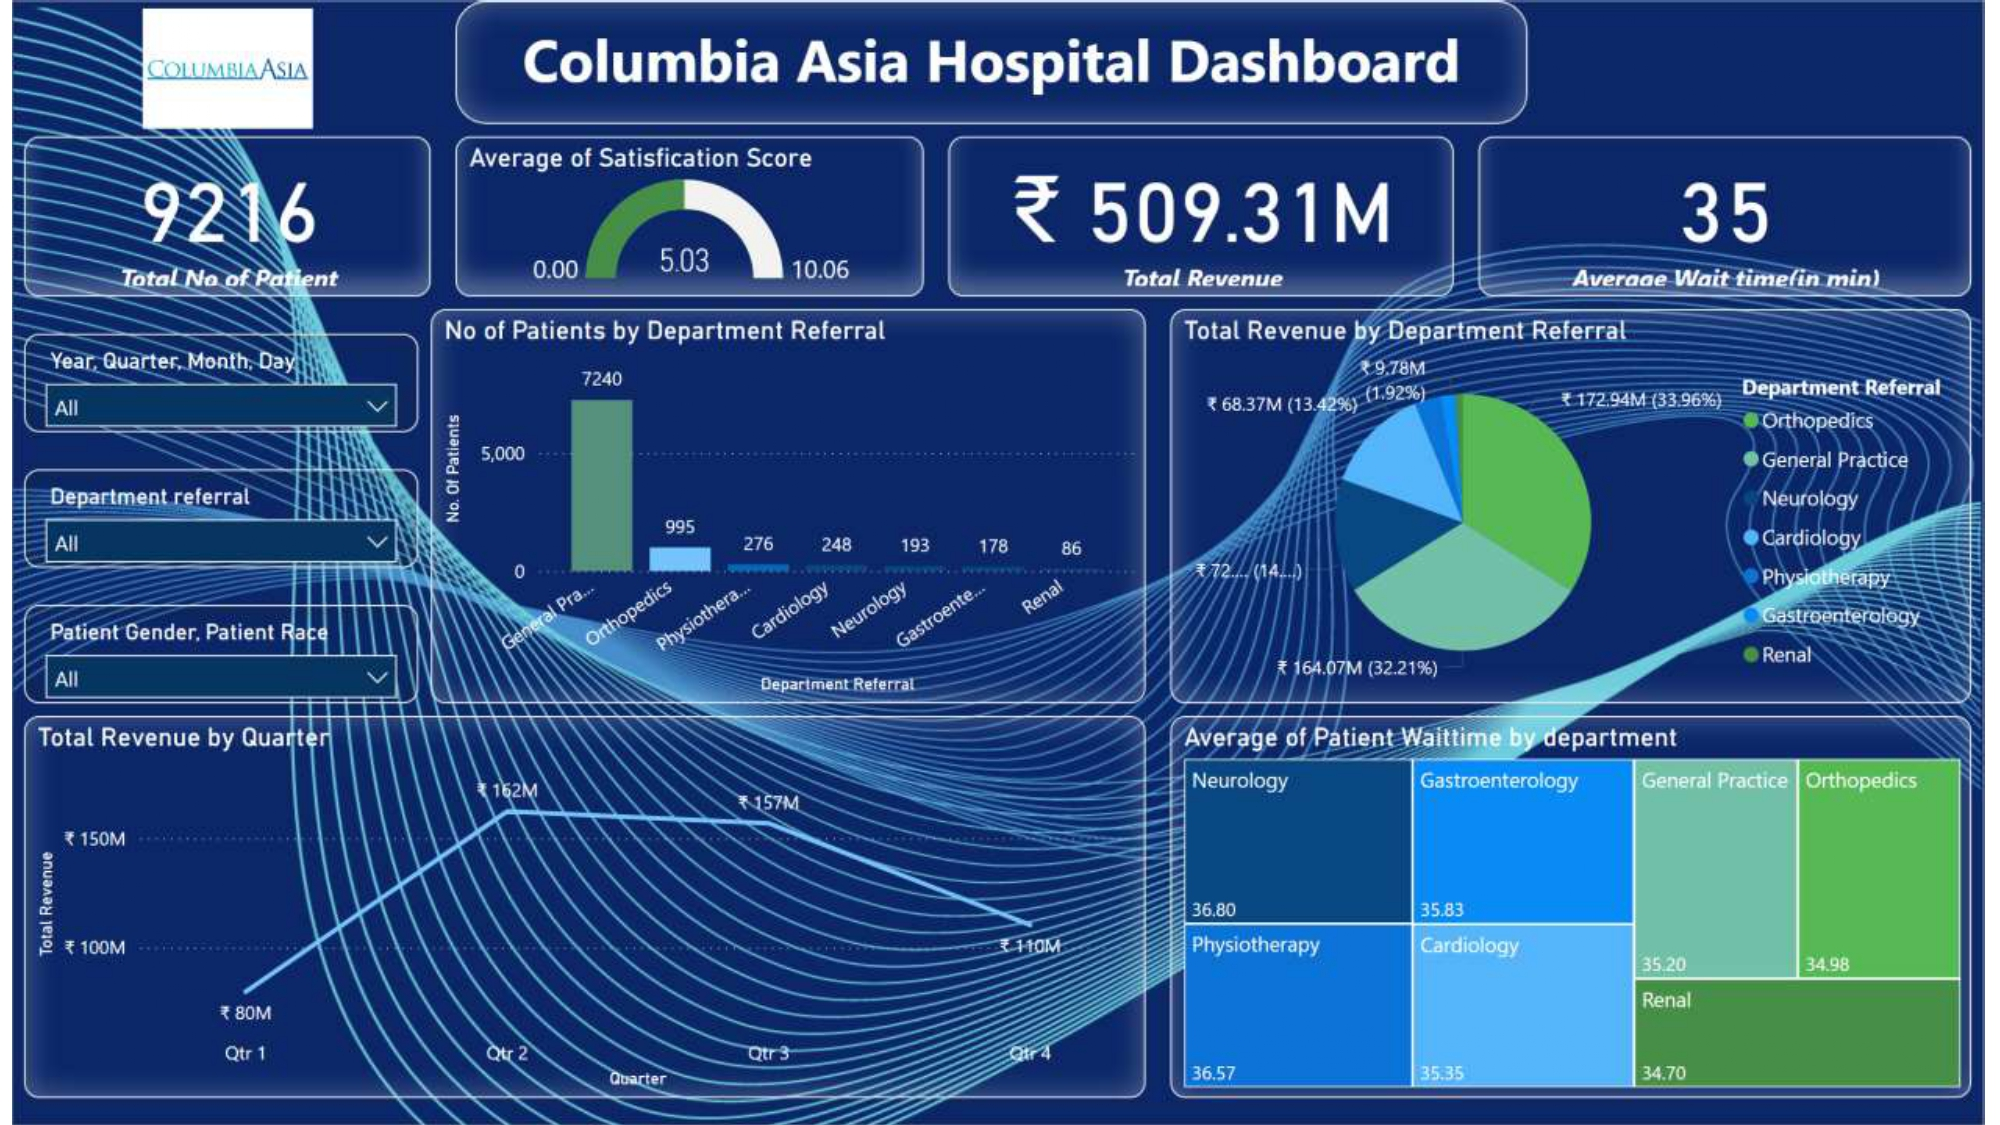 COLUMBIA ASIA
Columbia Asia Hospital Dashboard
9216
Total No of Patient
Average of Satisfication Score
0.00
5.03
10.06
₹ 509.31M
Total Revenue
35
Average Wait time(in min)
Year, Quarter, Month, Day
All
Department referral
All
Patient Gender, Patient Race
All
No of Patients by Department Referral
No. Of Patients
5,000
0
7240
995
276
248
193
178
86
General Pra...
Orthopedics
Physiothera...
Cardiology
Neurology
Gastroente...
Renal
Department Referral
Total Revenue by Department Referral
₹ 9.78M
(1.92%)
₹ 68.37M (13.42%)
₹ 172.94M (33.96%)
₹ 72.... (14....)
₹ 164.07M (32.21%)
Department Referral
Orthopedics
General Practice
Neurology
Cardiology
Physiotherapy
Gastroenterology
Renal
Total Revenue by Quarter
Total Revenue
₹ 150M
₹ 100M
₹ 80M
₹ 162M
₹ 157M
₹ 110M
Qtr 1
Qtr 2
Qtr 3
Qtr 4
Quarter
Average of Patient Waittime by department
Neurology
36.80
Gastroenterology
35.83
General Practice
35.20
Orthopedics
34.98
Physiotherapy
36.57
Cardiology
35.35
Renal
34.70